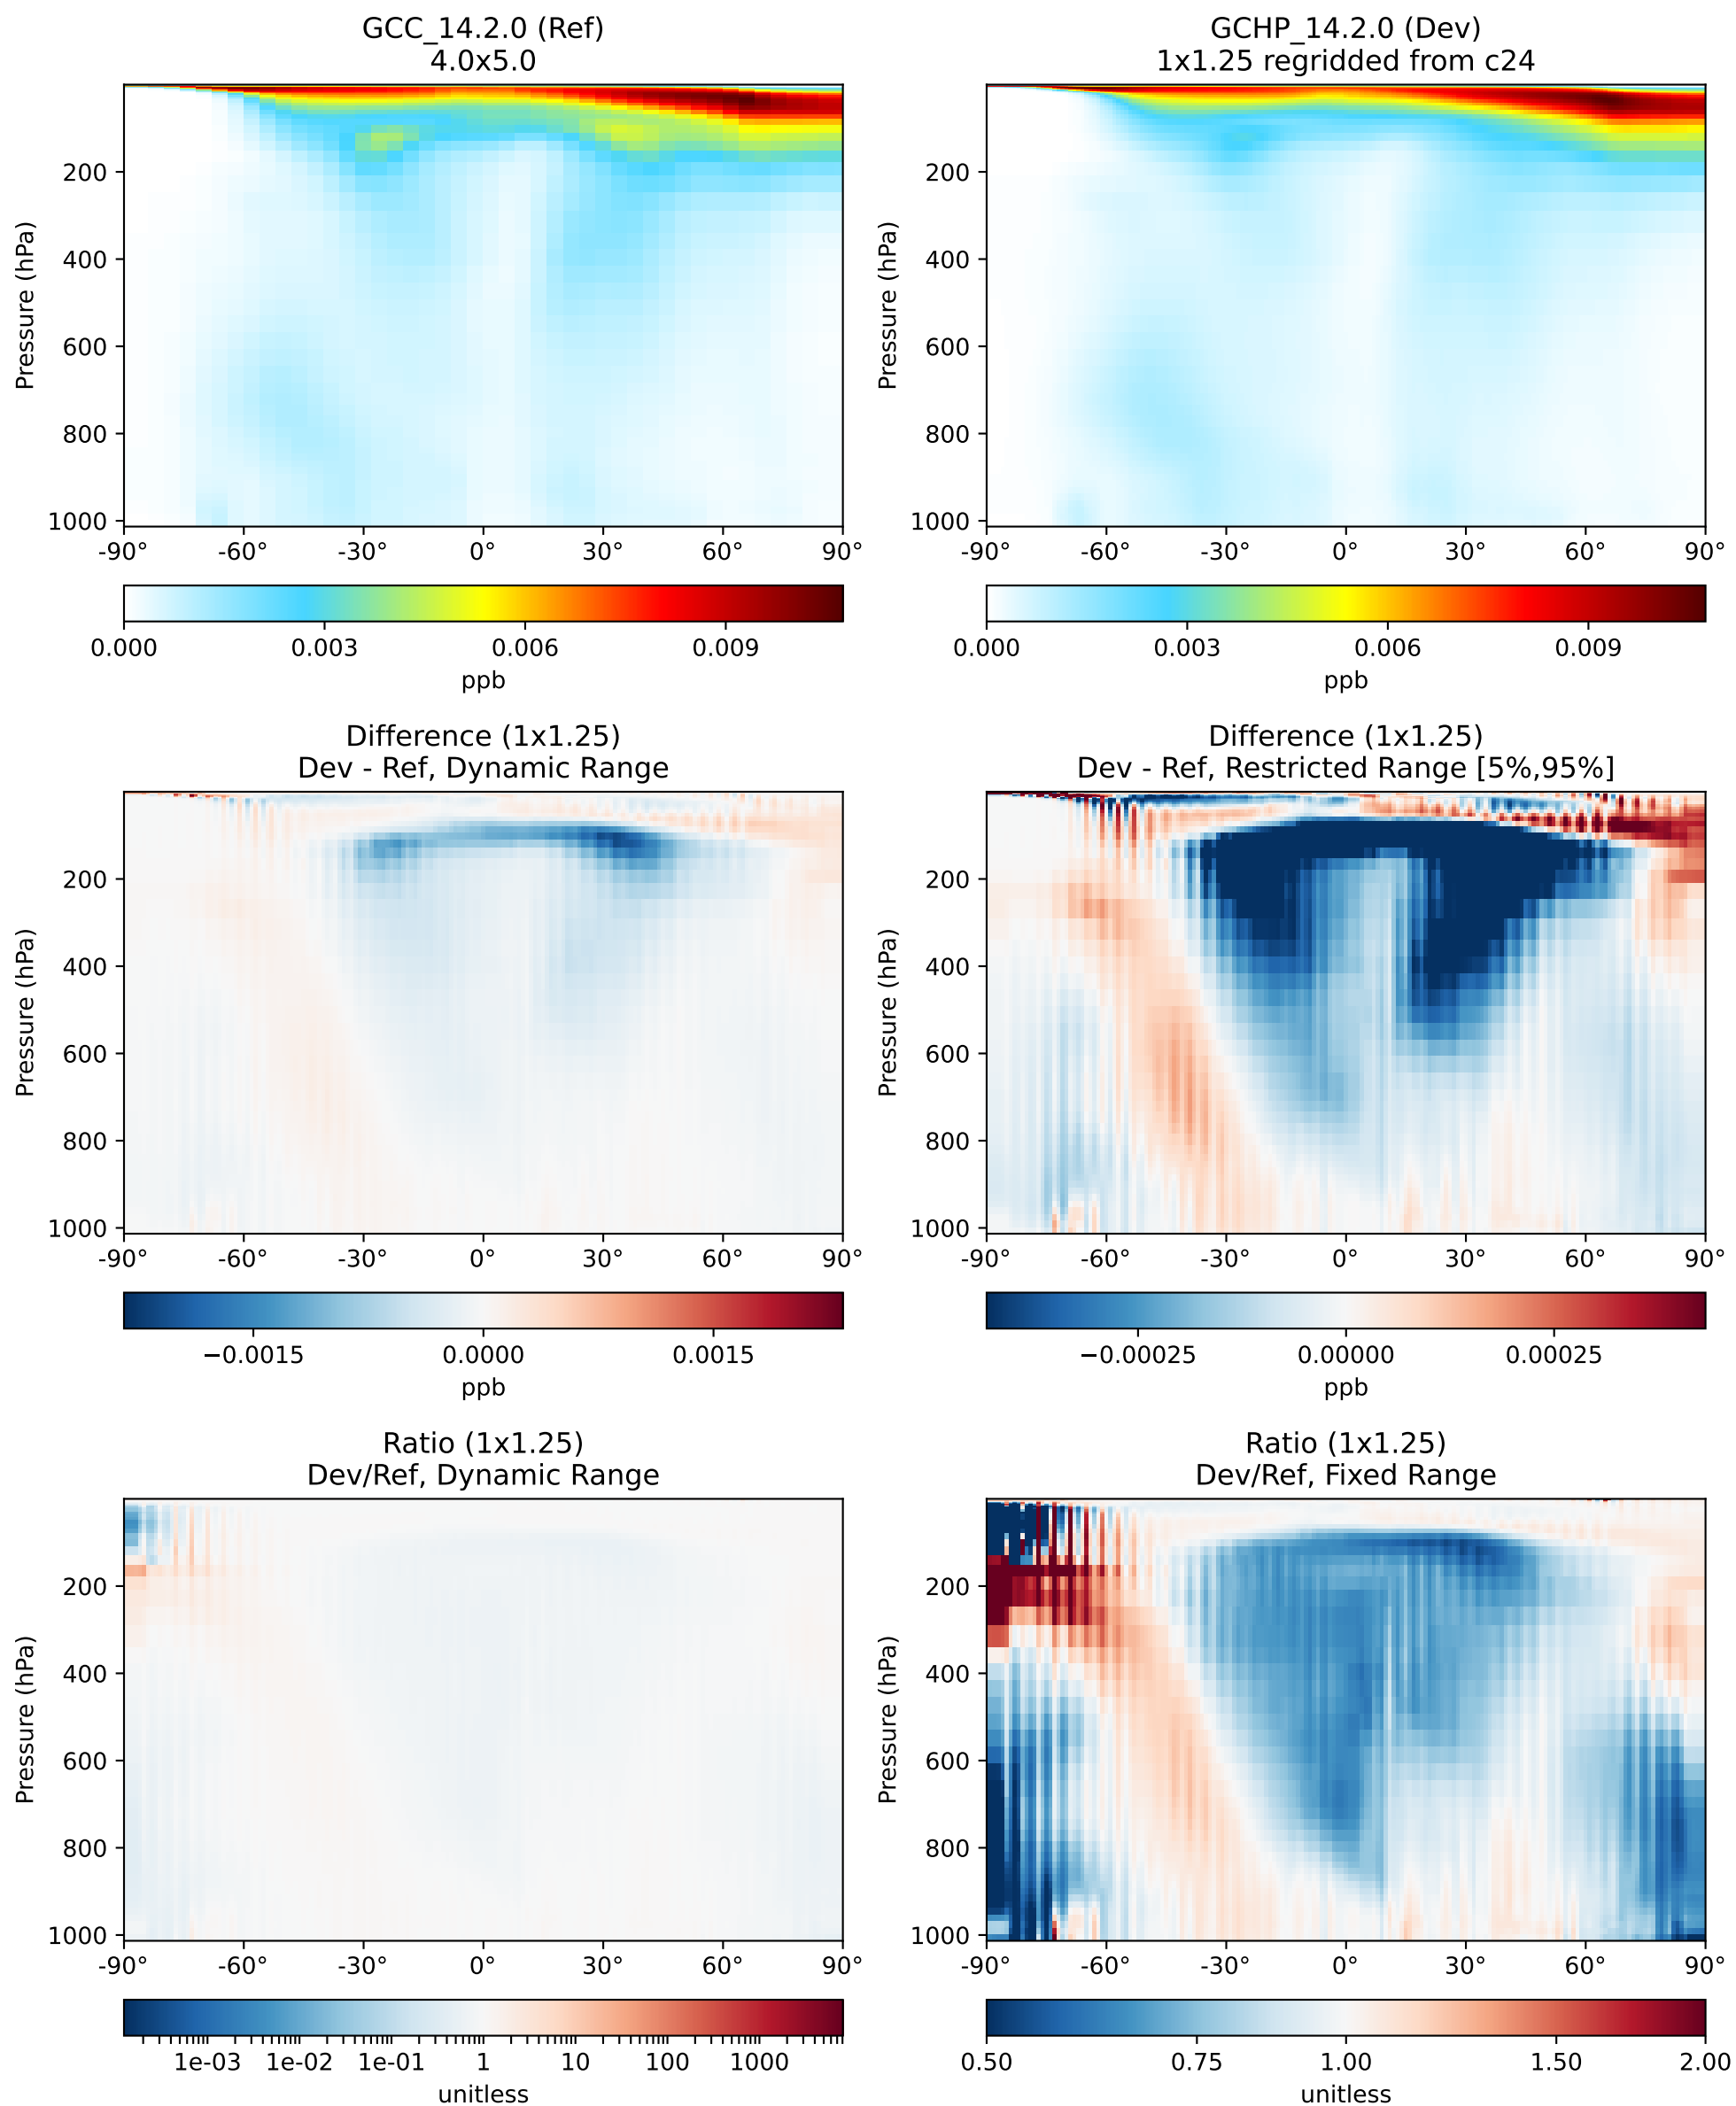 GCC_14.2.0 (Ref)
4.0x5.0
Pressure (hPa)
200
400
600
800
1000
-90° -60° -30° 0° 30° 60° 90°
0.000 0.003 0.006 0.009
ppb
GCHP_14.2.0 (Dev)
1x1.25 regridded from c24
Pressure (hPa)
200
400
600
800
1000
-90° -60° -30° 0° 30° 60° 90°
0.000 0.003 0.006 0.009
ppb
Difference (1x1.25)
Dev - Ref, Dynamic Range
Pressure (hPa)
200
400
600
800
1000
-90° -60° -30° 0° 30° 60° 90°
−0.0015 0.0000 0.0015
ppb
Difference (1x1.25)
Dev - Ref, Restricted Range [5%,95%]
Pressure (hPa)
200
400
600
800
1000
-90° -60° -30° 0° 30° 60° 90°
−0.00025 0.00000 0.00025
ppb
Ratio (1x1.25)
Dev/Ref, Dynamic Range
Pressure (hPa)
200
400
600
800
1000
-90° -60° -30° 0° 30° 60° 90°
1e-03 1e-02 1e-01 1 10 100 1000
unitless
Ratio (1x1.25)
Dev/Ref, Fixed Range
Pressure (hPa)
200
400
600
800
1000
-90° -60° -30° 0° 30° 60° 90°
0.50 0.75 1.00 1.50 2.00
unitless